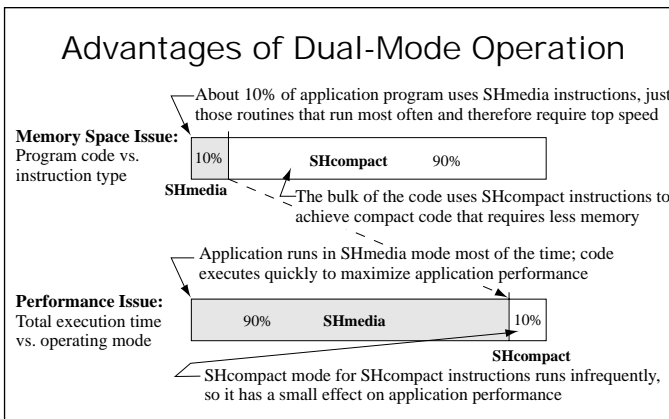 Advantages of Dual-Mode Operation
About 10% of application program uses SHmedia instructions, just
those routines that run most often and therefore require top speed
Memory Space Issue:
Program code vs.
instruction type
10%
SHcompact 90%
SHmedia
The bulk of the code uses SHcompact instructions to
achieve compact code that requires less memory
Application runs in SHmedia mode most of the time; code
executes quickly to maximize application performance
Performance Issue:
Total execution time
vs. operating mode
90% SHmedia
10%
SHcompact
SHcompact mode for SHcompact instructions runs infrequently,
so it has a small effect on application performance